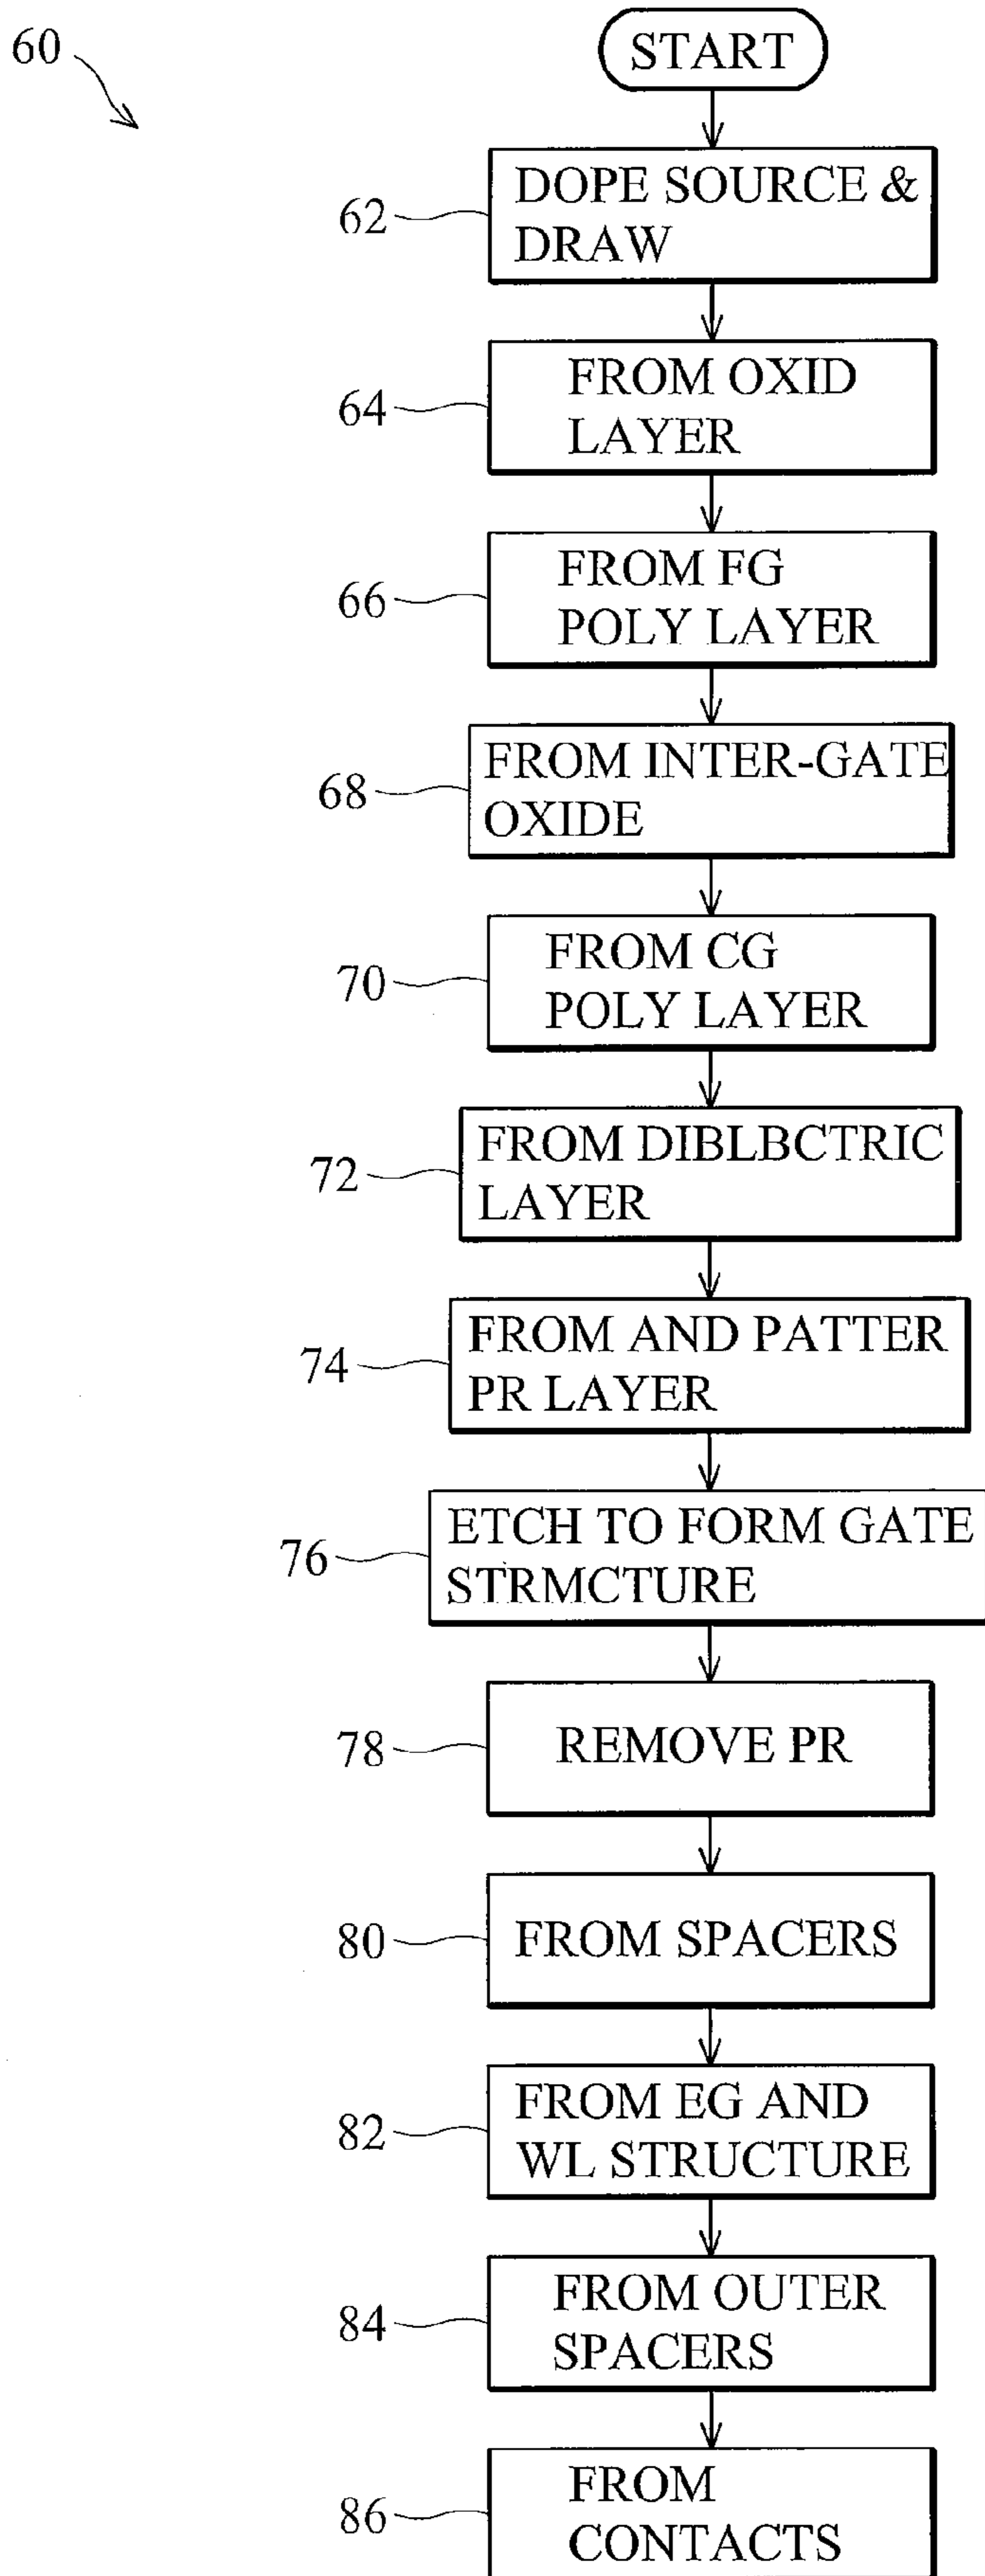 60
START
62
DOPE SOURCE &
DRAW
64
FROM OXID
LAYER
66
FROM FG
POLY LAYER
68
FROM INTER-GATE
OXIDE
70
FROM CG
POLY LAYER
72
FROM DIBLBCTRIC
LAYER
74
FROM AND PATTER
PR LAYER
76
ETCH TO FORM GATE
STRMCTURE
78
REMOVE PR
80
FROM SPACERS
82
FROM EG AND
WL STRUCTURE
84
FROM OUTER
SPACERS
86
FROM
CONTACTS